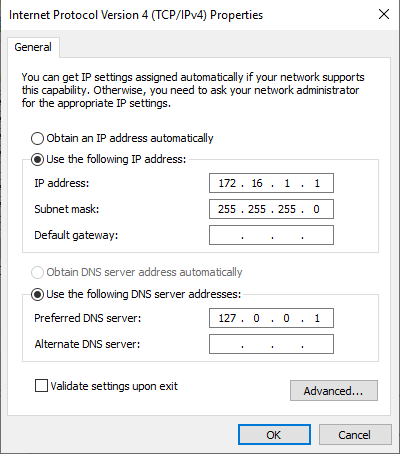 Internet Protocol Version 4 (TCP/IPv4) Properties
General
You can get IP settings assigned automatically if your network supports
this capability. Otherwise, you need to ask your network administrator
for the appropriate IP settings.
Obtain an IP address automatically
Use the following IP address:
IP address: 172 . 16 . 1 . 1
Subnet mask: 255 . 255 . 255 . 0
Default gateway: . . .
Obtain DNS server address automatically
Use the following DNS server addresses:
Preferred DNS server: 127 . 0 . 0 . 1
Alternate DNS server: . . .
Validate settings upon exit
Advanced...
OK Cancel